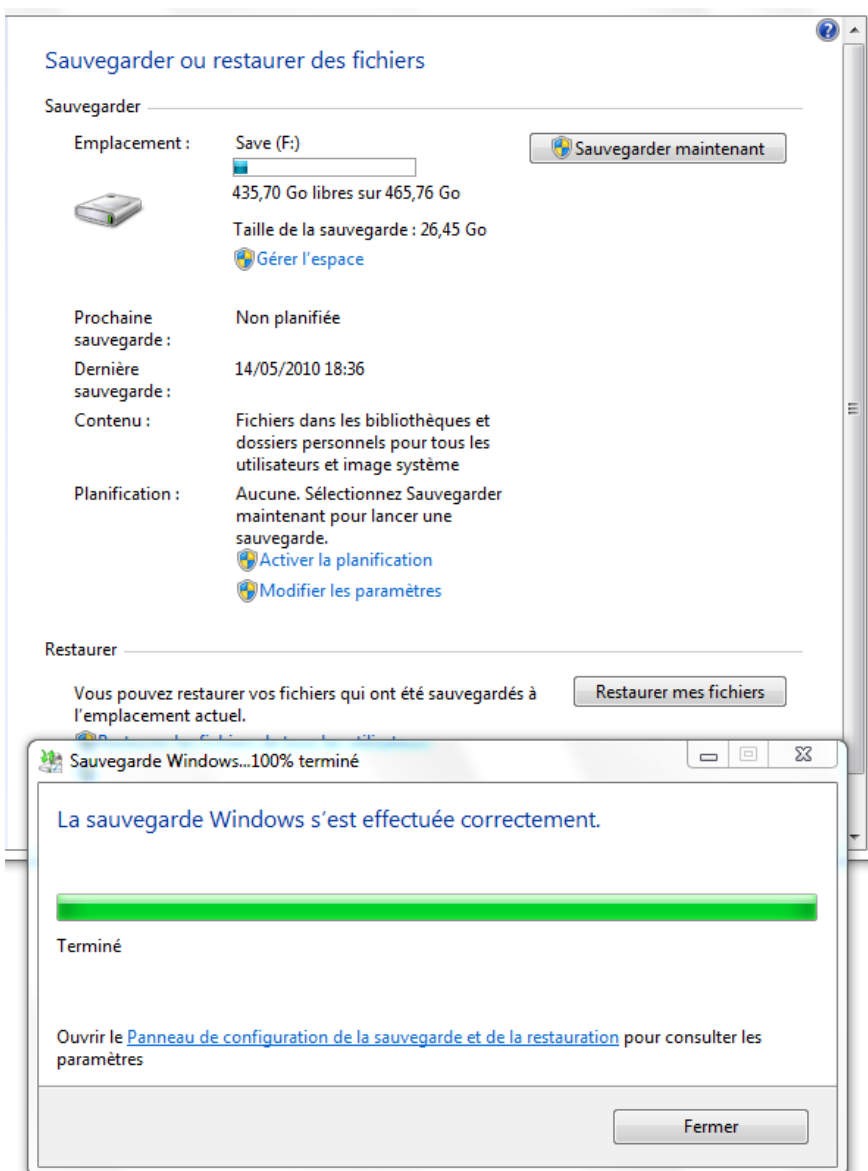 Sauvegarder ou restaurer des fichiers
Sauvegarder
Emplacement :
Save (F:)
Sauvegarder maintenant
435,70 Go libres sur 465,76 Go
Taille de la sauvegarde : 26,45 Go
Gérer l'espace
Prochaine
sauvegarde :
Non planifiée
Dernière
sauvegarde :
14/05/2010 18:36
Contenu :
Fichiers dans les bibliothèques et
dossiers personnels pour tous les
utilisateurs et image système
Planification :
Aucune. Sélectionnez Sauvegarder
maintenant pour lancer une
sauvegarde.
Activer la planification
Modifier les paramètres
Restaurer
Vous pouvez restaurer vos fichiers qui ont été sauvegardés à
l'emplacement actuel.
Restaurer mes fichiers
Sauvegarde Windows...100% terminé
La sauvegarde Windows s'est effectuée correctement.
Terminé
Ouvrir le Panneau de configuration de la sauvegarde et de la restauration pour consulter les
paramètres
Fermer